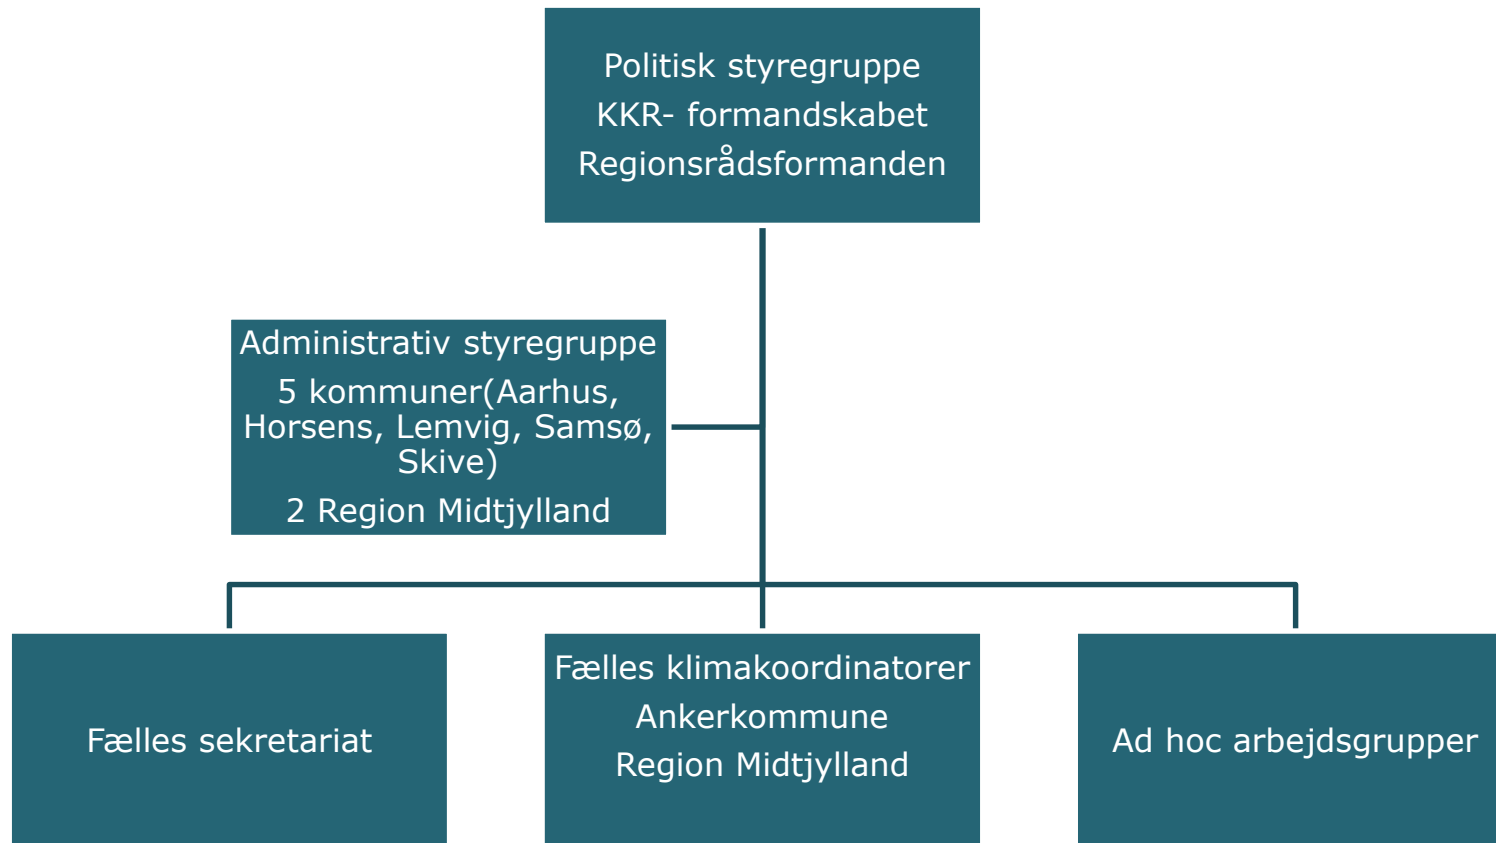 Politisk styregruppe
KKR- formandskabet
Regionsrådsformanden
Administrativ styregruppe
5 kommuner(Aarhus,
Horsens, Lemvig, Samsø,
Skive)
2 Region Midtjylland
Fælles sekretariat
Fælles klimakoordinatorer
Ankerkommune
Region Midtjylland
Ad hoc arbejdsgrupper